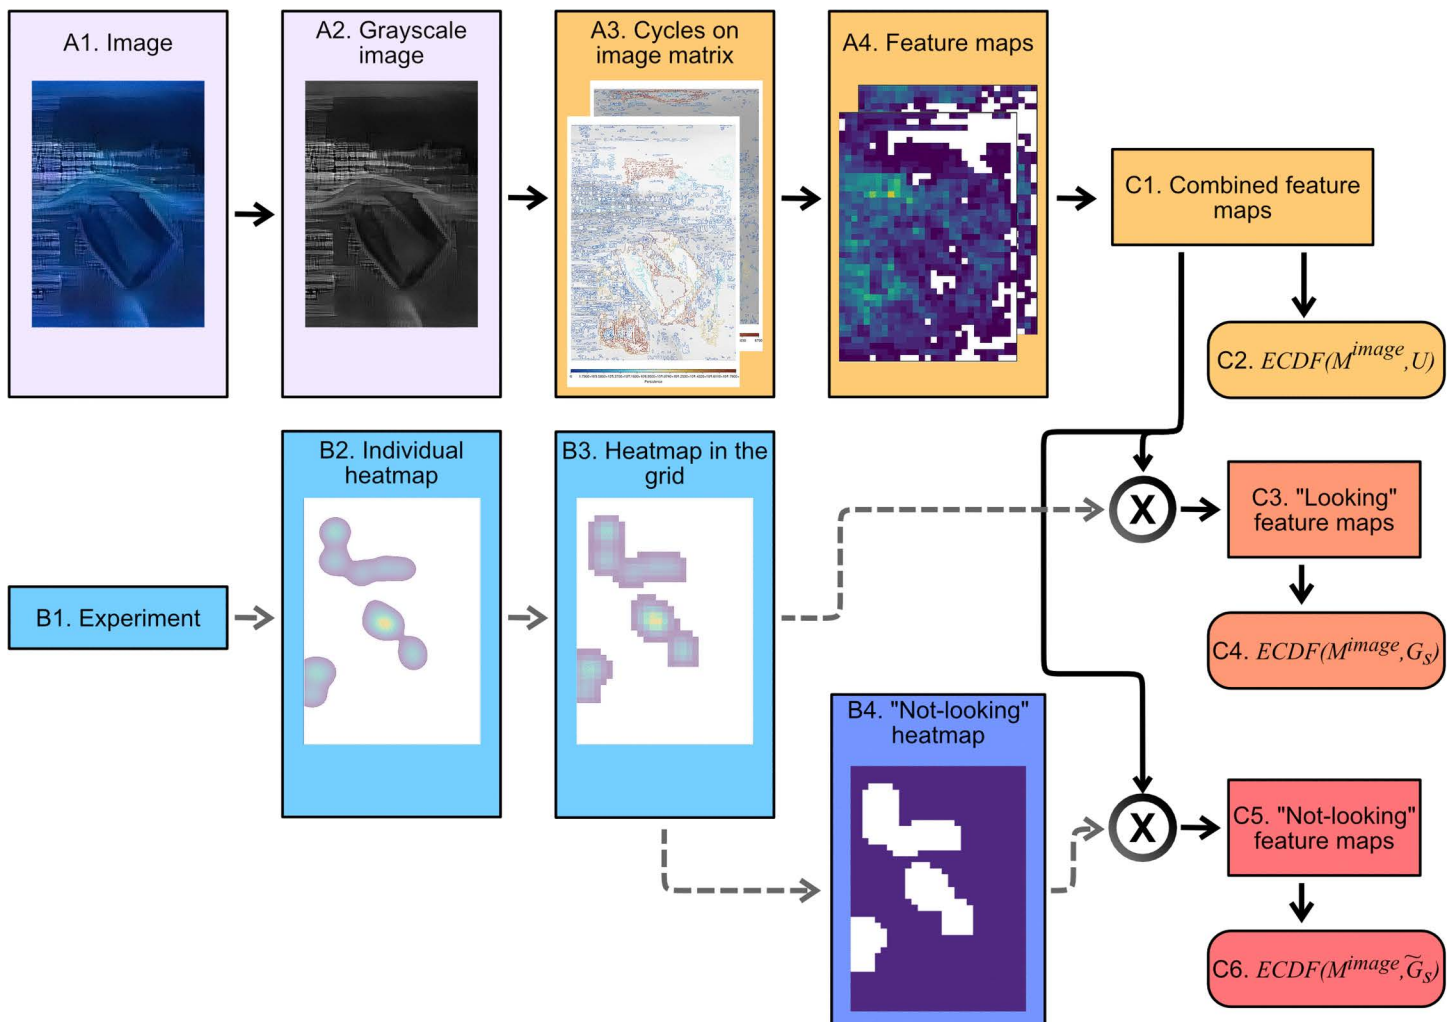 A1. Image
A2. Grayscale
image
A3. Cycles on
image matrix
A4. Feature maps
Persistence
C1. Combined feature
maps
C2. ECDF(M^image,U)
B1. Experiment
B2. Individual
heatmap
B3. Heatmap in the
grid
B4. "Not-looking"
heatmap
X
C3. "Looking"
feature maps
C4. ECDF(M^image,G_s)
X
C5. "Not-looking"
feature maps
C6. ECDF(M^image,G̃_s)